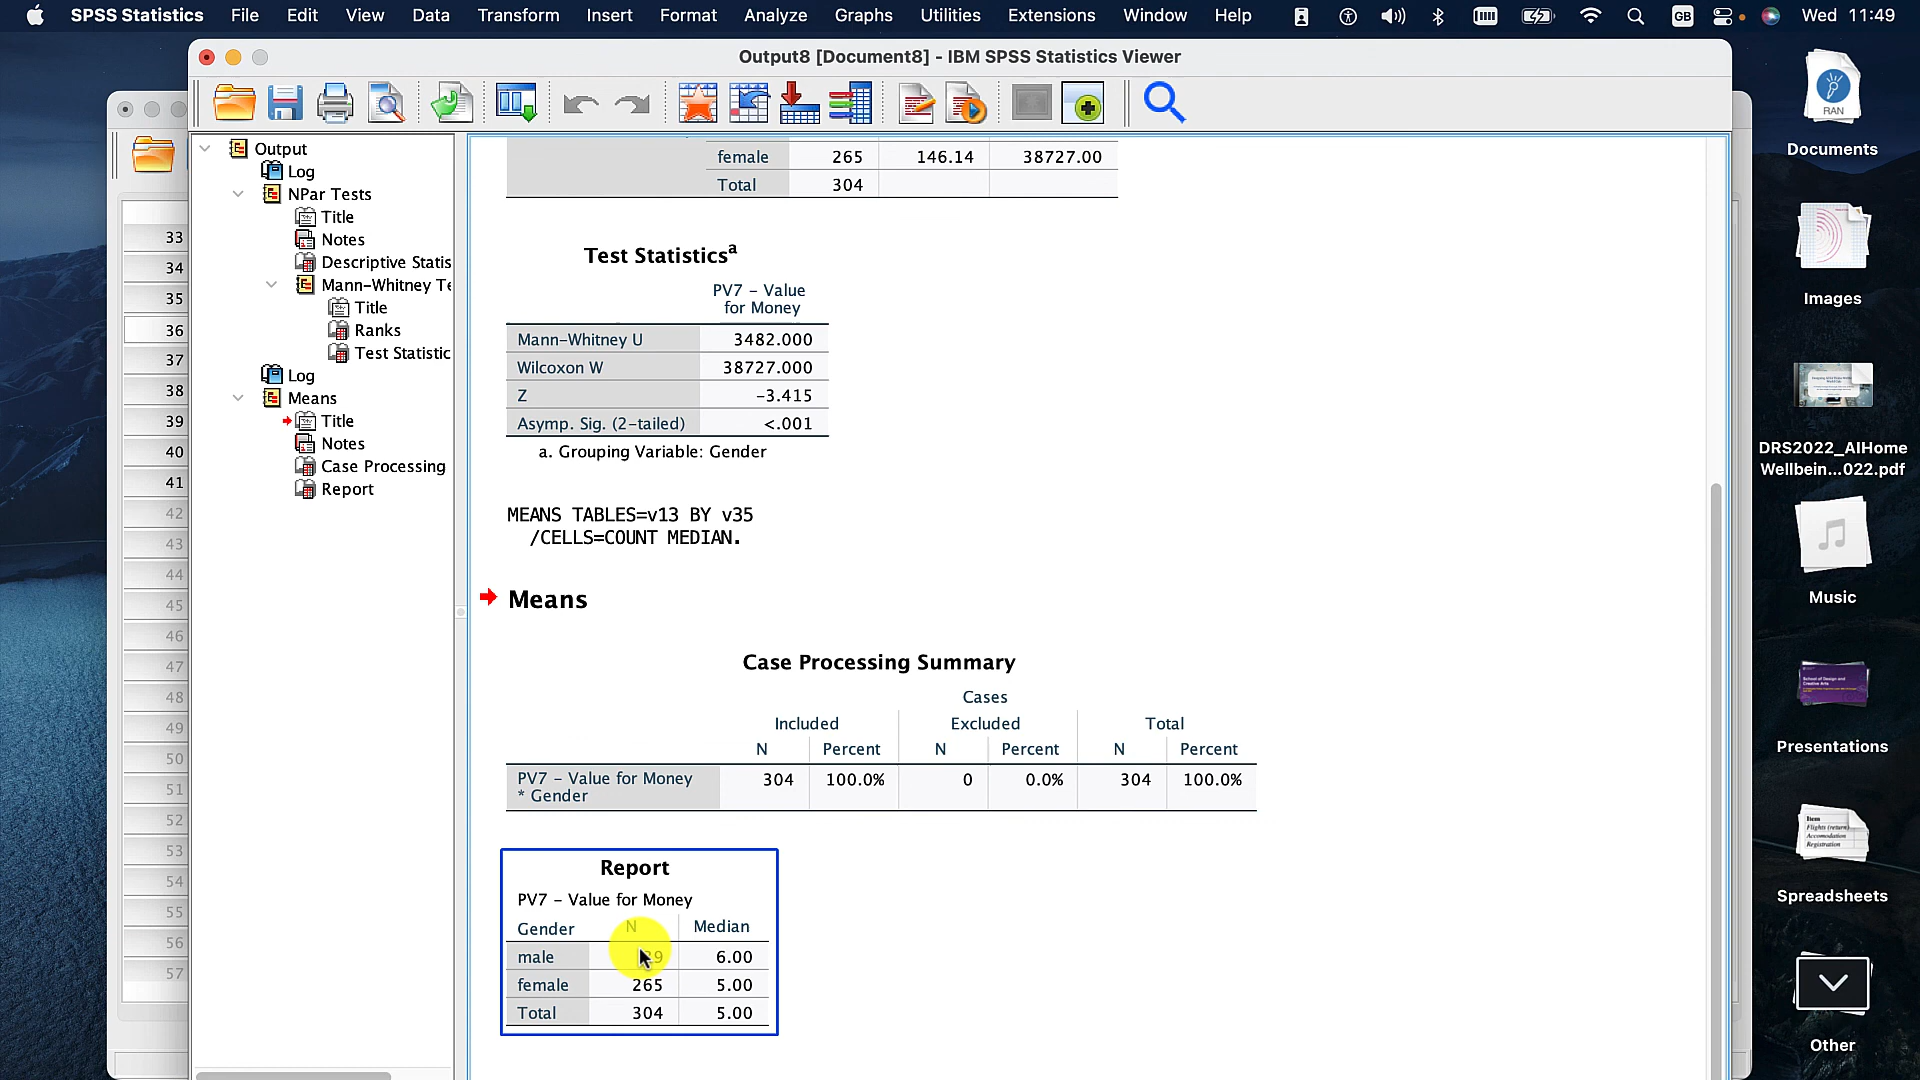 SPSS Statistics File Edit View Data Transform Insert Format Analyze Graphs Utilities Extensions Window Help GB Wed 11:49
Output8 [Document8] - IBM SPSS Statistics Viewer
Output
Log
NPar Tests
Title
Notes
Descriptive Statis
Mann-Whitney Te
Title
Ranks
Test Statistic
Log
Means
Title
Notes
Case Processing
Report
33
34
35
36
37
38
39
40
41
42
43
44
45
46
47
48
49
50
51
52
53
54
55
56
57
female 265 146.14 38727.00
Total 304
Test Statisticsa
PV7 - Value
for Money
Mann-Whitney U 3482.000
Wilcoxon W 38727.000
Z -3.415
Asymp. Sig. (2-tailed) <.001
a. Grouping Variable: Gender
MEANS TABLES=v13 BY v35
/CELLS=COUNT MEDIAN.
Means
Case Processing Summary
Cases
Included Excluded Total
N Percent N Percent N Percent
PV7 - Value for Money
* Gender 304 100.0% 0 0.0% 304 100.0%
Report
PV7 - Value for Money
Gender N Median
male 6.00
female 265 5.00
Total 304 5.00
RAN
Documents
Images
DRS2022_AIHome
Wellbein...022.pdf
Music
Presentations
Item
Flights (return)
Accomodation
Registration
Spreadsheets
Other